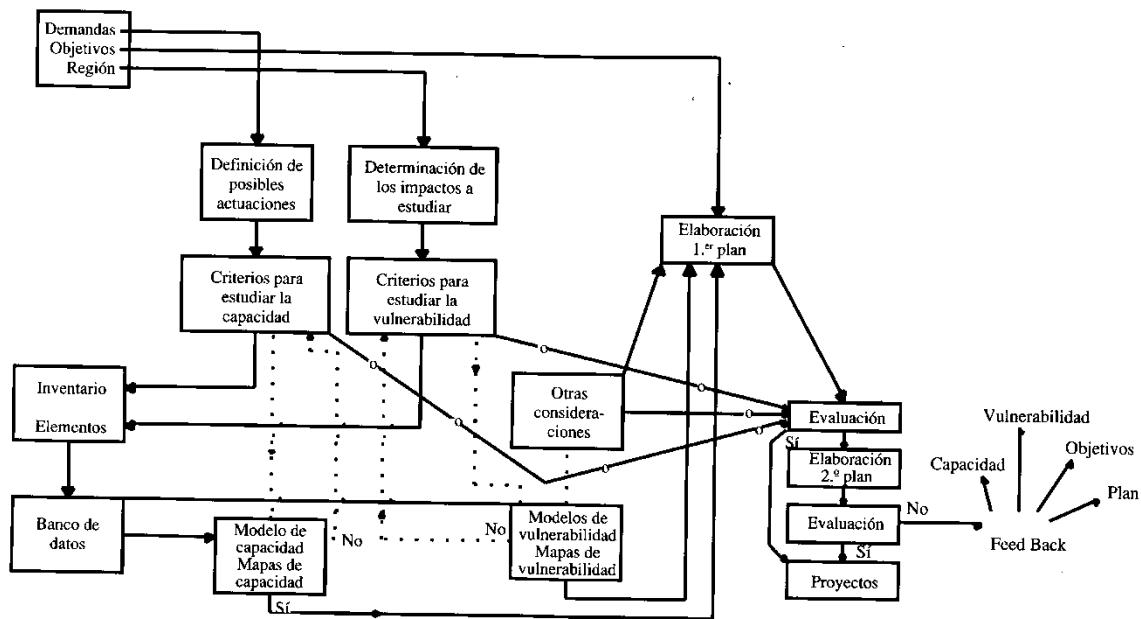 Demandas
Objetivos
Región
Definición de
posibles
actuaciones
Determinación de
los impactos a
estudiar
Elaboración
1.er plan
Criterios para
estudiar la
capacidad
Criterios para
estudiar la
vulnerabilidad
Inventario
Elementos
Otras
considera-
ciones
Evaluación
Sí
Elaboración
2.º plan
Evaluación
No
Sí
Proyectos
Vulnerabilidad
Capacidad
Objetivos
Plan
Feed Back
Banco de
datos
Modelo de
capacidad
Mapas de
capacidad
No
Sí
No
Modelos de
vulnerabilidad
Mapas de
vulnerabilidad